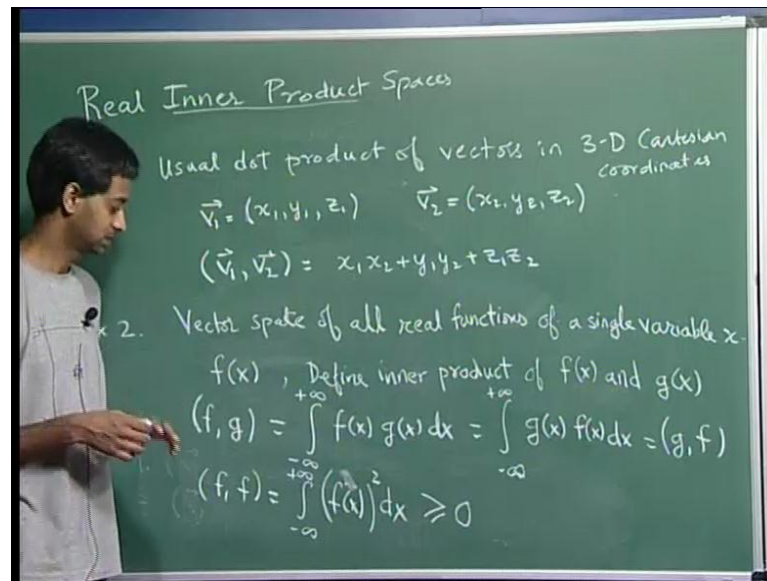 Real Inner Product Spaces
Usual dot product of vectors in 3-D Cartesian
coordinates
v⃗₁ = (x₁, y₁, z₁) v⃗₂ = (x₂, y₂, z₂)
(v⃗₁, v⃗₂) = x₁x₂ + y₁y₂ + z₁z₂
x 2. Vector space of all real functions of a single variable x.
f(x), Define inner product of f(x) and g(x)
(f, g) = ∫_{-∞}^{+∞} f(x) g(x) dx = ∫_{-∞}^{+∞} g(x) f(x) dx = (g, f)
(f, f) = ∫_{-∞}^{+∞} (f(x))² dx ≥ 0